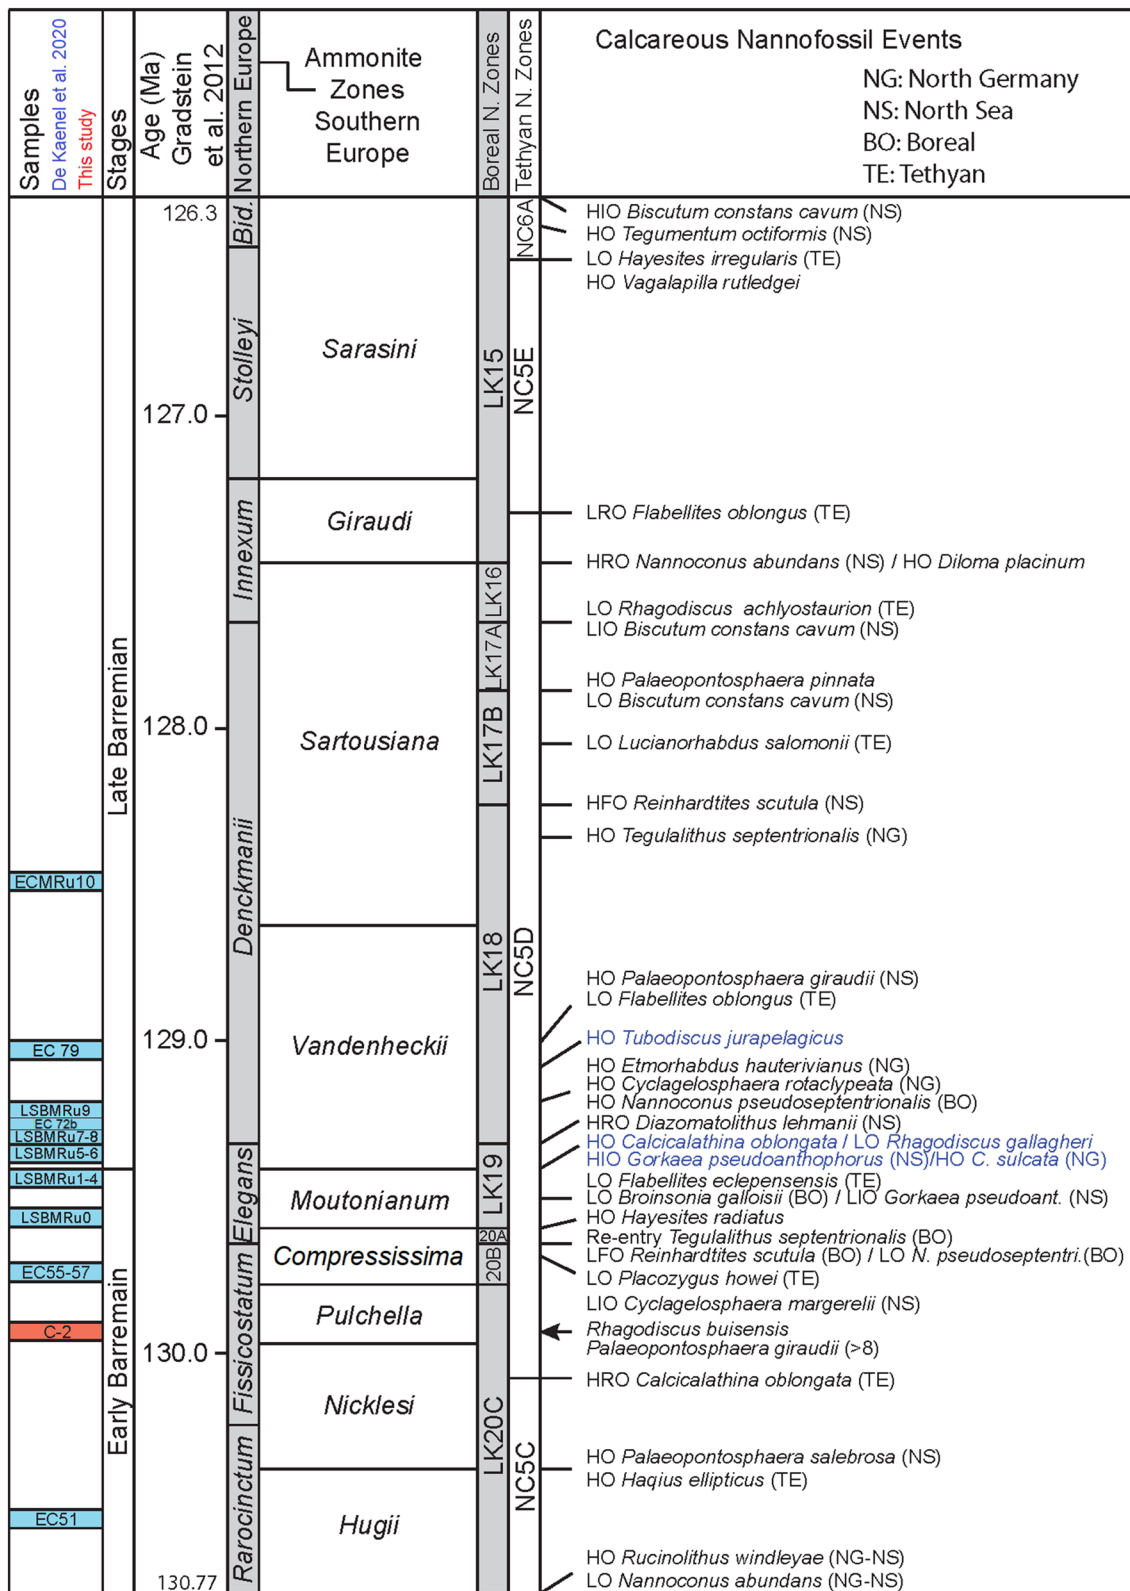 Samples
De Kaenel et al. 2020
This study
Stages
Age (Ma)
Gradstein
et al. 2012
Northern Europe
Ammonite
Zones
Southern
Europe
Boreal N. Zones
Tethyan N. Zones
Calcareous Nannofossil Events
NG: North Germany
NS: North Sea
BO: Boreal
TE: Tethyan
126.3
127.0
128.0
129.0
130.0
130.77
ECMRu10
EC 79
LSBMRu9
EC 72b
LSBMRu7-8
LSBMRu5-6
LSBMRu1-4
LSBMRu0
EC55-57
C-2
EC51
Late Barremian
Early Barremain
Bid.
Stolleyi
Innexum
Denckmanii
Elegans
Fissicostatum
Rarocinctum
Sarasini
Giraudi
Sartousiana
Vandenheckii
Moutonianum
Compressissima
Pulchella
Nicklesi
Hugii
LK15
LK16
LK17A
LK17B
LK18
LK19
20A
20B
LK20C
NC6A
NC5E
NC5D
NC5C
HIO Biscutum constans cavum (NS)
HO Tegumentum octiformis (NS)
LO Hayesites irregularis (TE)
HO Vagalapilla rutledgei
LRO Flabellites oblongus (TE)
HRO Nannoconus abundans (NS) / HO Diloma placinum
LO Rhagodiscus achlyostaurion (TE)
LIO Biscutum constans cavum (NS)
HO Palaeopontosphaera pinnata
LO Biscutum constans cavum (NS)
LO Lucianorhabdus salomonii (TE)
HFO Reinhardtites scutula (NS)
HO Tegulalithus septentrionalis (NG)
HO Palaeopontosphaera giraudii (NS)
LO Flabellites oblongus (TE)
HO Tubodiscus jurapelagicus
HO Etmorhabdus hauterivianus (NG)
HO Cyclagelosphaera rotaclypeata (NG)
HO Nannoconus pseudoseptentrionalis (BO)
HRO Diazomatolithus lehmanii (NS)
HO Calcicalathina oblongata / LO Rhagodiscus gallagheri
HIO Gorkaea pseudoanthophorus (NS)/HO C. sulcata (NG)
LO Flabellites eclepensensis (TE)
LO Broinsonia galloisii (BO) / LIO Gorkaea pseudoant. (NS)
HO Hayesites radiatus
Re-entry Tegulalithus septentrionalis (BO)
LFO Reinhardtites scutula (BO) / LO N. pseudoseptentri.(BO)
LO Placozygus howei (TE)
LIO Cyclagelosphaera margerelii (NS)
Rhagodiscus buisensis
Palaeopontosphaera giraudii (>8)
HRO Calcicalathina oblongata (TE)
HO Palaeopontosphaera salebrosa (NS)
HO Haqius ellipticus (TE)
HO Rucinolithus windleyae (NG-NS)
LO Nannoconus abundans (NG-NS)